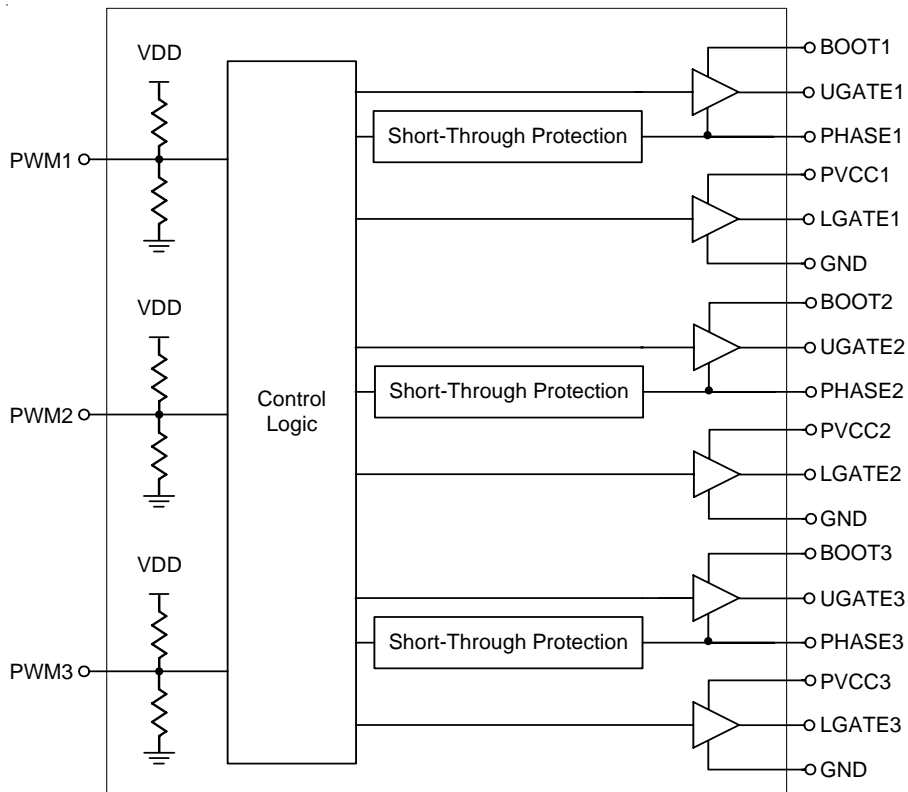 VDD
PWM1
VDD
PWM2
VDD
PWM3
Control
Logic
Short-Through Protection
Short-Through Protection
Short-Through Protection
BOOT1
UGATE1
PHASE1
PVCC1
LGATE1
GND
BOOT2
UGATE2
PHASE2
PVCC2
LGATE2
GND
BOOT3
UGATE3
PHASE3
PVCC3
LGATE3
GND